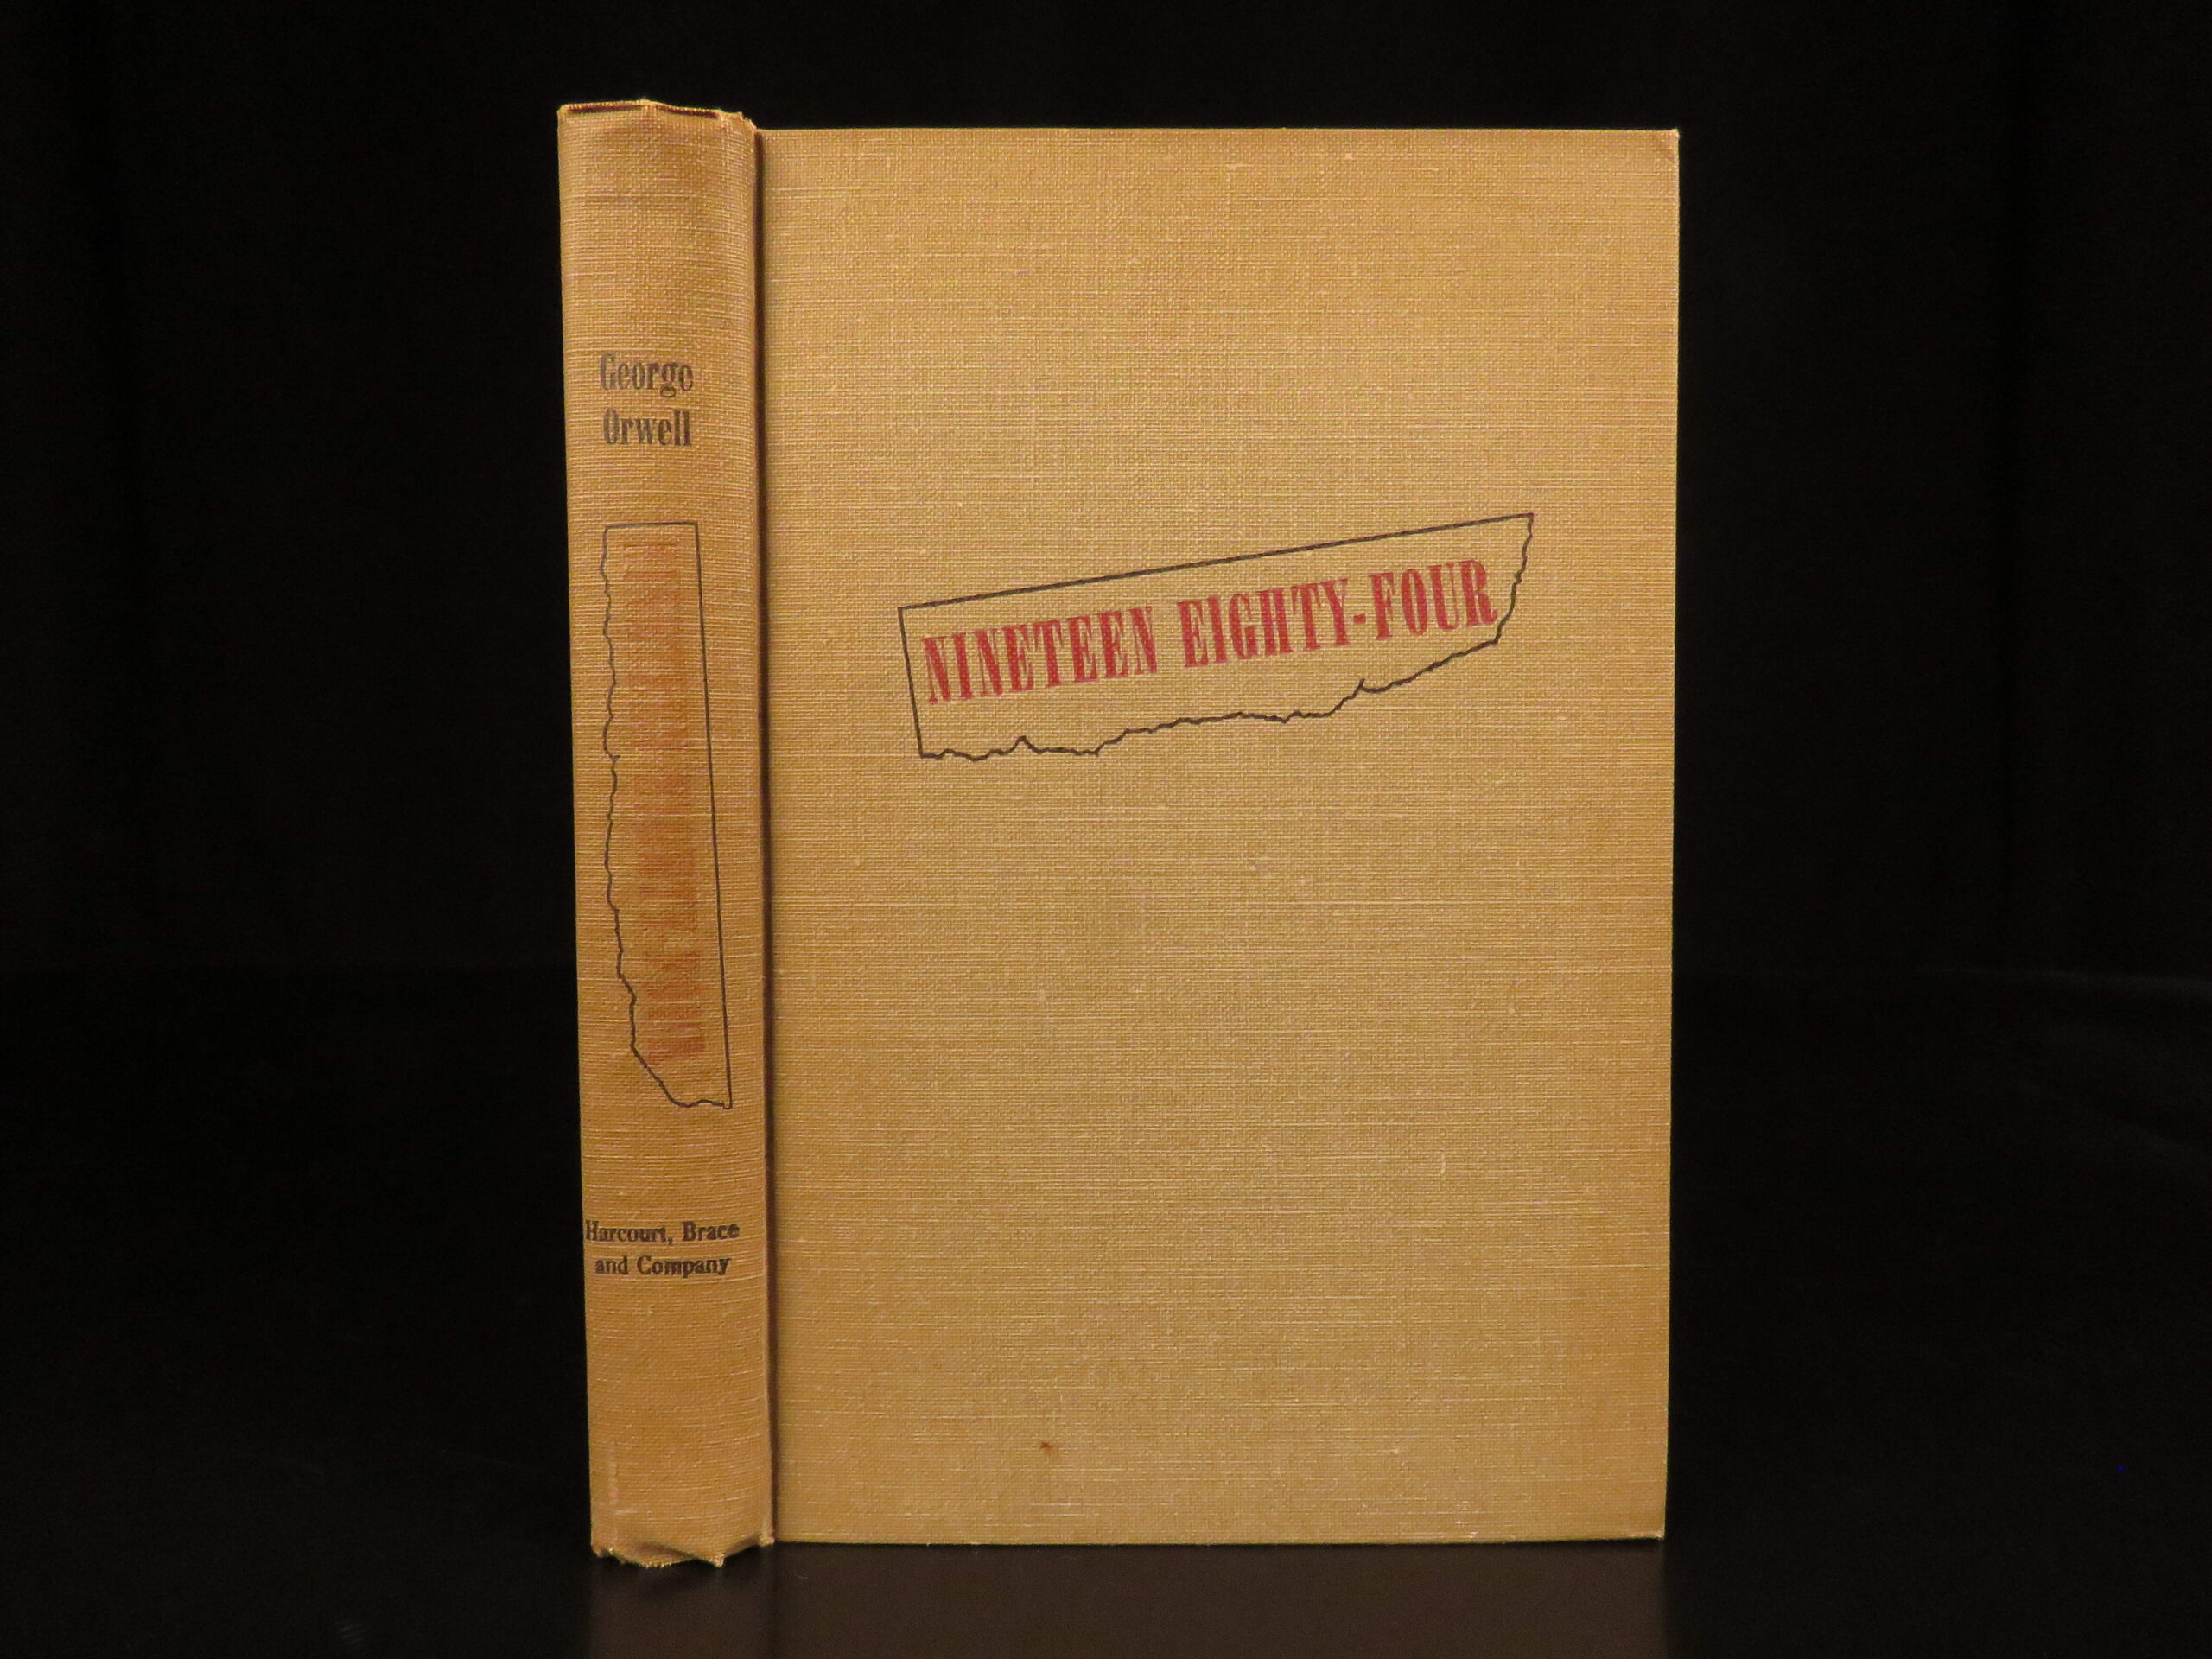 George
Orwell
NINETEEN EIGHTY-FOUR
Harcourt, Brace
and Company
NINETEEN EIGHTY-FOUR